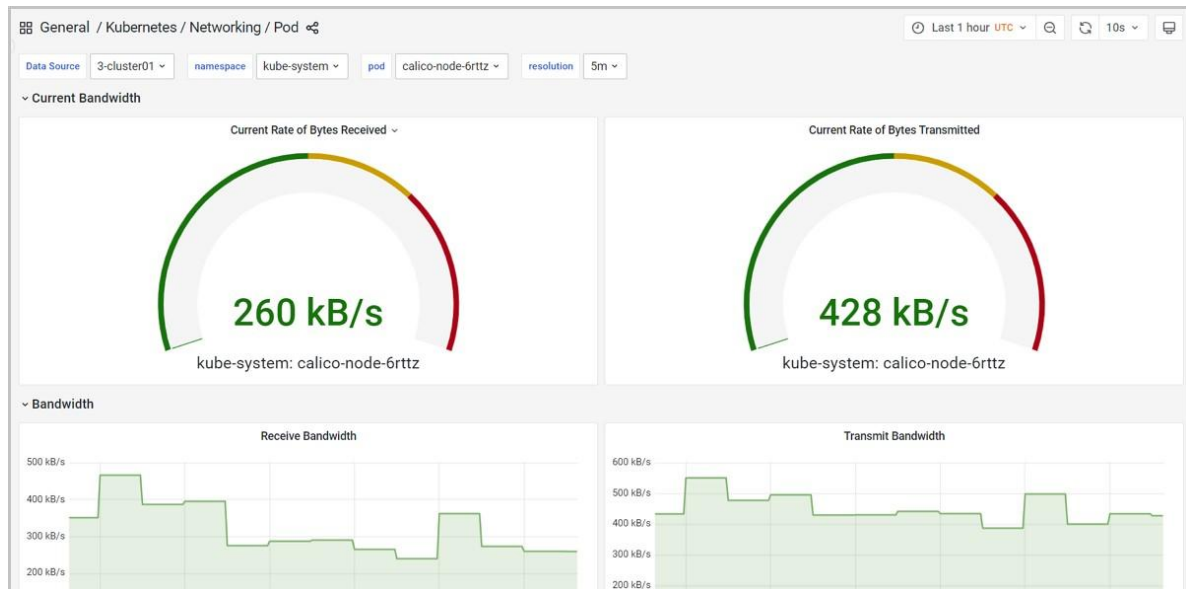 General / Kubernetes / Networking / Pod
Last 1 hour UTC
10s
Data Source 3-cluster01 namespace kube-system pod calico-node-6rttz resolution 5m
Current Bandwidth
Current Rate of Bytes Received
260 kB/s
kube-system: calico-node-6rttz
Current Rate of Bytes Transmitted
428 kB/s
kube-system: calico-node-6rttz
Bandwidth
Receive Bandwidth
500 kB/s
400 kB/s
300 kB/s
200 kB/s
Transmit Bandwidth
600 kB/s
500 kB/s
400 kB/s
300 kB/s
200 kB/s